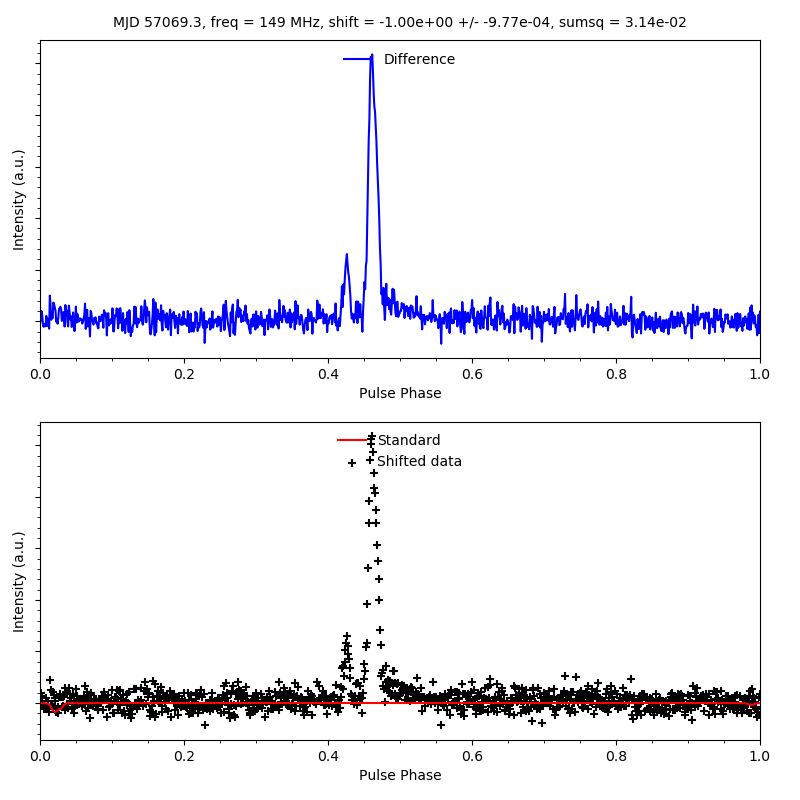 MJD 57069.3, freq = 149 MHz, shift = -1.00e+00 +/- -9.77e-04, sumsq = 3.14e-02
Difference
Intensity (a.u.)
0.0 0.2 0.4 0.6 0.8 1.0
Pulse Phase
Standard
Shifted data
Intensity (a.u.)
0.0 0.2 0.4 0.6 0.8 1.0
Pulse Phase